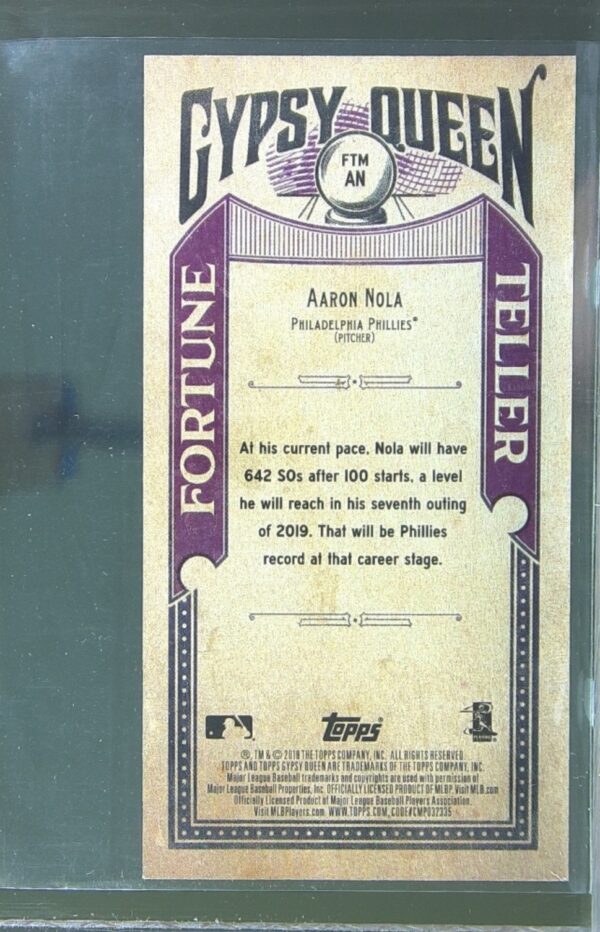 GYPSY QUEEN
FTM
AN
FORTUNE
TELLER
AARON NOLA
PHILADELPHIA PHILLIES®
(PITCHER)
At his current pace, Nola will have
642 SOs after 100 starts, a level
he will reach in his seventh outing
of 2019. That will be Phillies
record at that career stage.
Topps
®, TM & © 2018 THE TOPPS COMPANY, INC. ALL RIGHTS RESERVED.
TOPPS AND TOPPS GYPSY QUEEN ARE TRADEMARKS OF THE TOPPS COMPANY, INC.
Major League Baseball trademarks and copyrights are used with permission of
Major League Baseball Properties, Inc. OFFICIALLY LICENSED PRODUCT OF MLBP. Visit MLB.com
Officially Licensed Product of Major League Baseball Players Association.
Visit MLBPlayers.com. WWW.TOPPS.COM. CODE#CMP032335